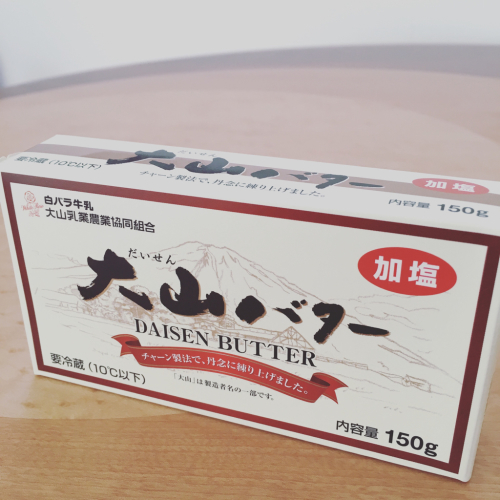 要冷蔵(10℃以下)
だいせん
大山バター
チャーン製法で、丹念に練り上げました。
加塩
内容量 150g
白バラ牛乳
大山乳業農業協同組合
だいせん
大山バター
加塩
DAISEN BUTTER
チャーン製法で、丹念に練り上げました。
「大山」は製造者名の一部です。
要冷蔵(10℃以下)
内容量 150g